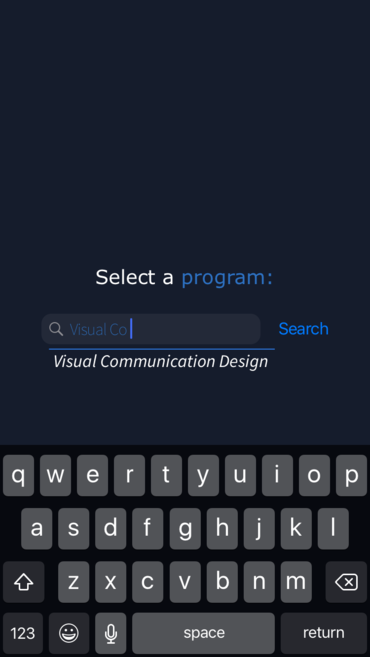 Select a program:
Visual Co
Search
Visual Communication Design
q w e r t y u i o p
a s d f g h j k l
z x c v b n m
123 space return